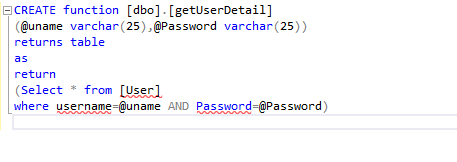 CREATE function [dbo].[getUserDetail]
(@uname varchar(25),@Password varchar(25))
returns table
as
return
(Select * from [User]
where username=@uname AND Password=@Password)